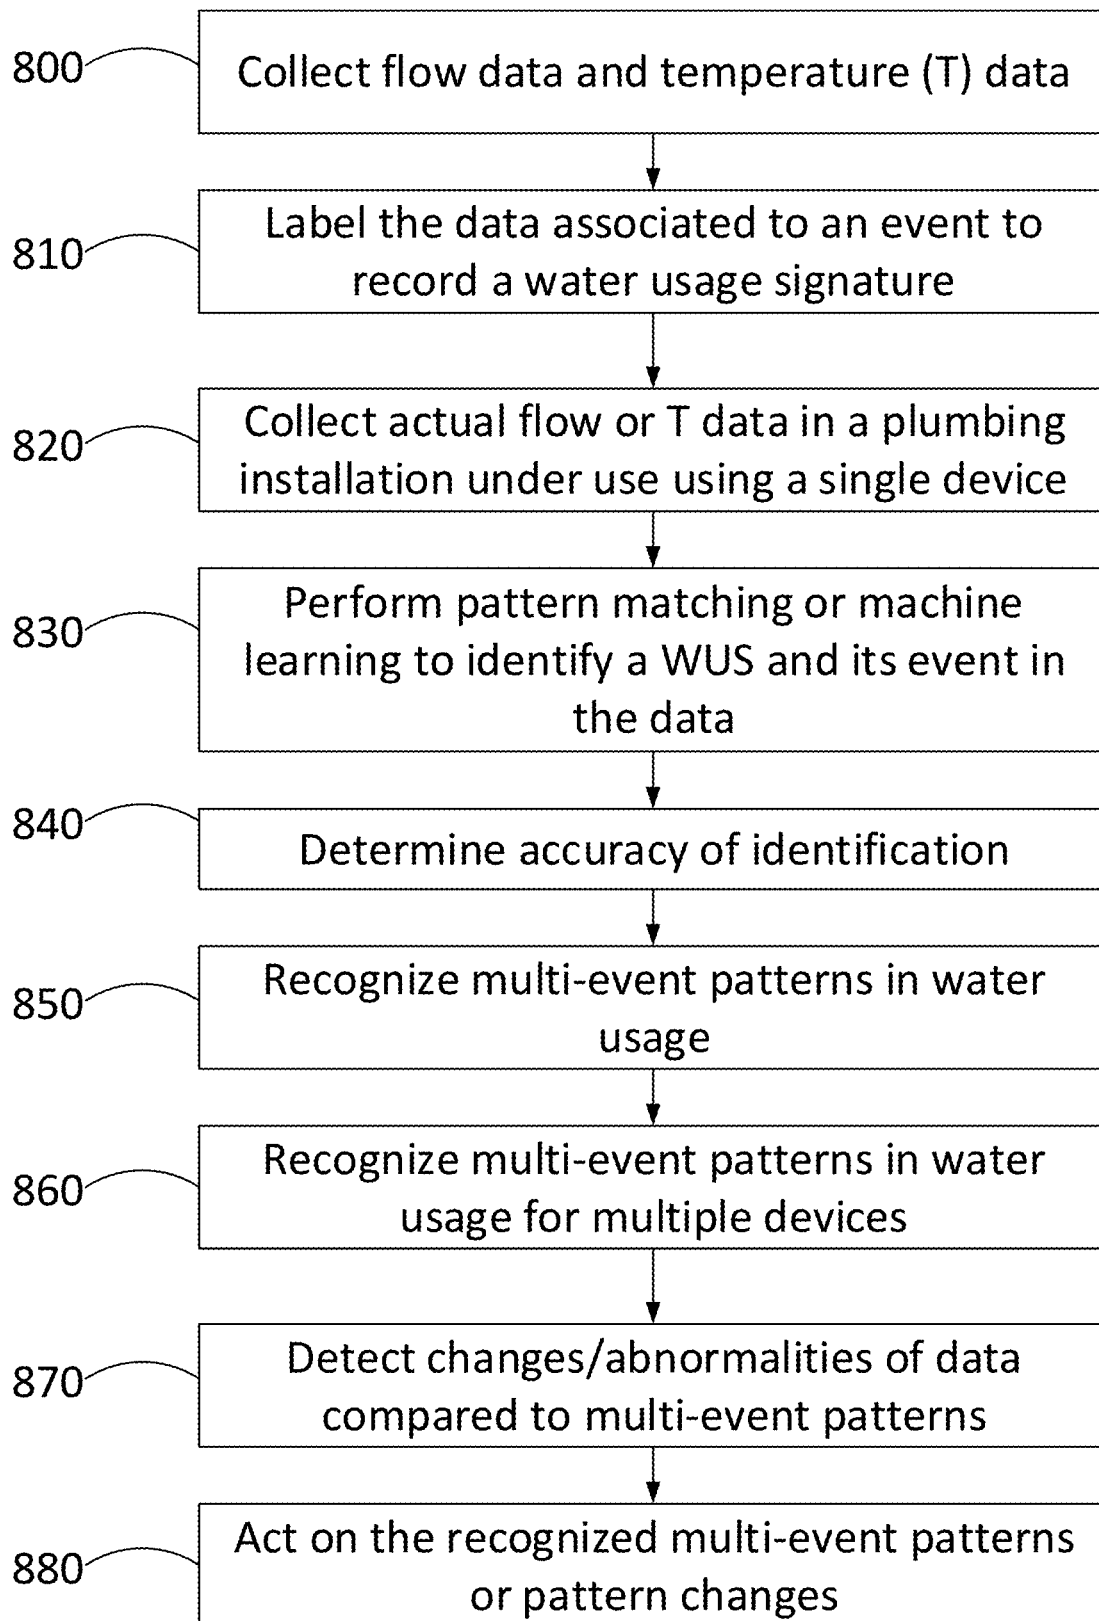 800
Collect flow data and temperature (T) data
810
Label the data associated to an event to
record a water usage signature
820
Collect actual flow or T data in a plumbing
installation under use using a single device
830
Perform pattern matching or machine
learning to identify a WUS and its event in
the data
840
Determine accuracy of identification
850
Recognize multi-event patterns in water
usage
860
Recognize multi-event patterns in water
usage for multiple devices
870
Detect changes/abnormalities of data
compared to multi-event patterns
880
Act on the recognized multi-event patterns
or pattern changes